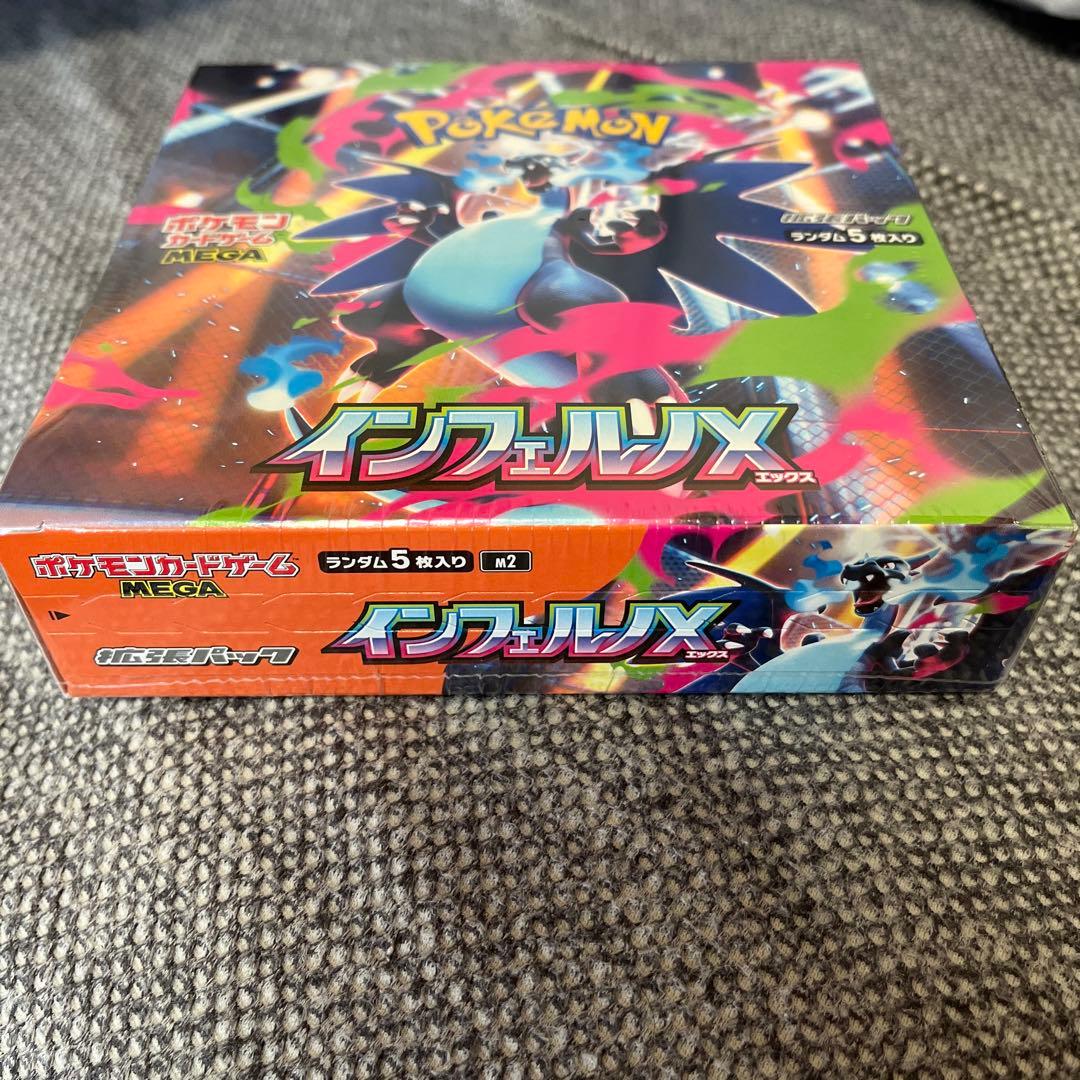 POKéMON
ポケモン
カードゲーム
MEGA
拡張パック
ランダム5枚入り
インフェルノX
エックス
ポケモンカードゲーム
MEGA
ランダム5枚入り
M2
インフェルノX
エックス
拡張パック